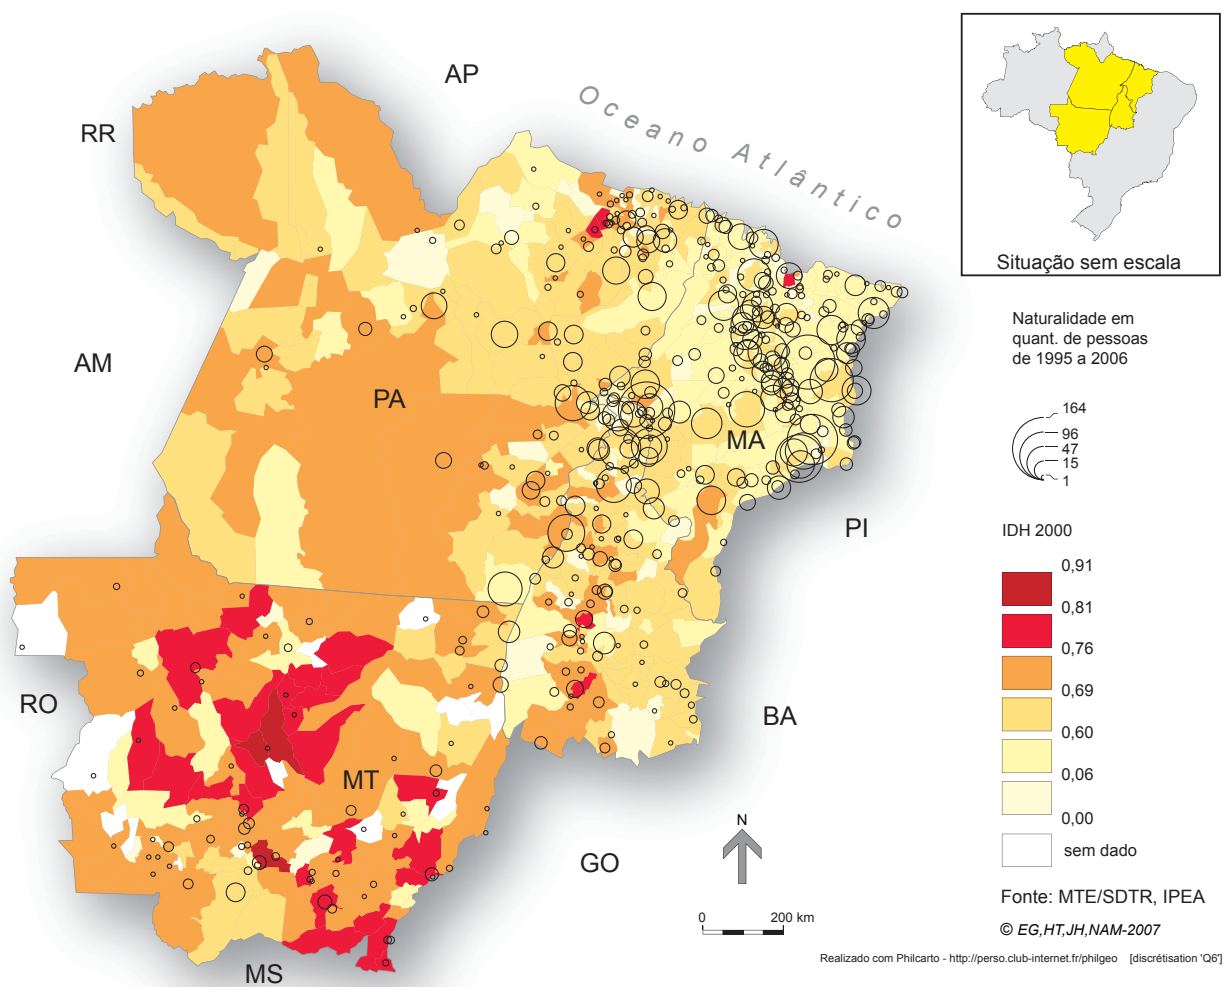 AP
RR
Oceano Atlântico
AM
PA
MA
PI
RO
MT
BA
GO
MS
N
0 200 km
Situação sem escala
Naturalidade em
quant. de pessoas
de 1995 a 2006
164
96
47
15
1
IDH 2000
0,91
0,81
0,76
0,69
0,60
0,06
0,00
sem dado
Fonte: MTE/SDTR, IPEA
© EG,HT,JH,NAM-2007
Realizado com Philcarto - http://perso.club-internet.fr/philgeo [discrétisation 'Q6']